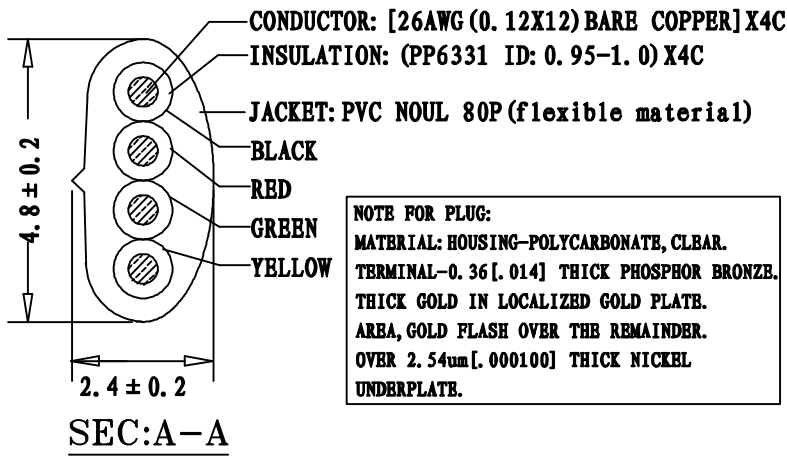 CONDUCTOR: [26AWG(0.12X12)BARE COPPER]X4C
INSULATION: (PP6331 ID: 0.95-1.0)X4C
JACKET: PVC NOUL 80P(flexible material)
BLACK
RED
GREEN
YELLOW
4.8±0.2
2.4±0.2
SEC:A-A
NOTE FOR PLUG:
MATERIAL: HOUSING-POLYCARBONATE, CLEAR.
TERMINAL-0.36[.014] THICK PHOSPHOR BRONZE.
THICK GOLD IN LOCALIZED GOLD PLATE.
AREA, GOLD FLASH OVER THE REMAINDER.
OVER 2.54um[.000100] THICK NICKEL
UNDERPLATE.